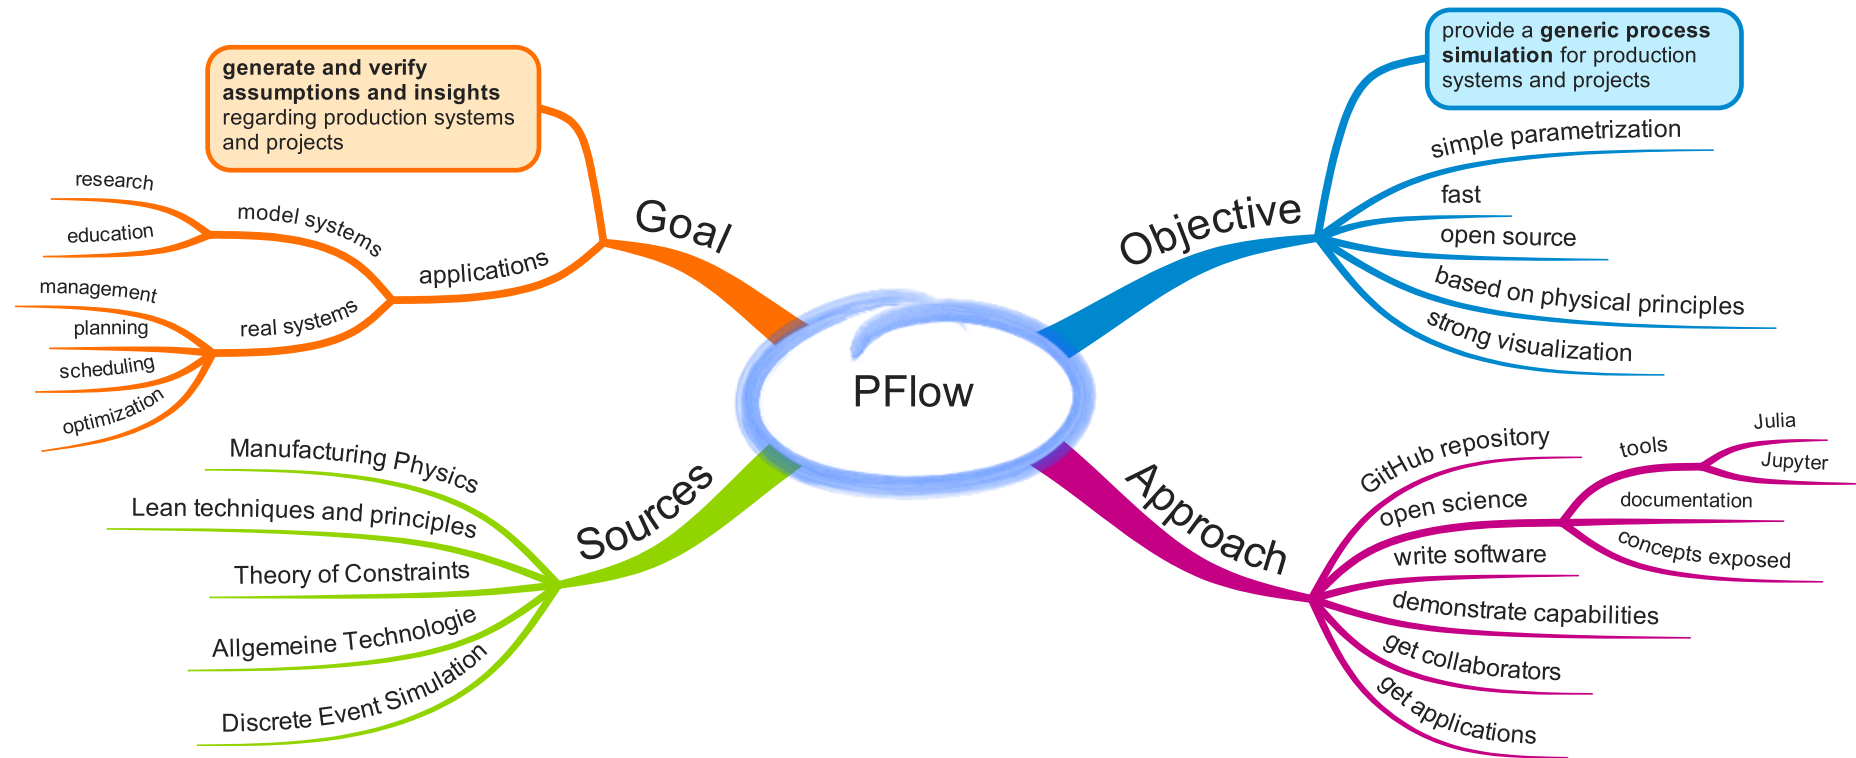 PFlow
Goal
generate and verify
assumptions and insights
regarding production systems
and projects
applications
model systems
research
education
real systems
management
planning
scheduling
optimization
Objective
provide a generic process
simulation for production
systems and projects
simple parametrization
fast
open source
based on physical principles
strong visualization
Sources
Manufacturing Physics
Lean techniques and principles
Theory of Constraints
Allgemeine Technologie
Discrete Event Simulation
Approach
GitHub repository
open science
tools
Julia
Jupyter
documentation
concepts exposed
write software
demonstrate capabilities
get collaborators
get applications